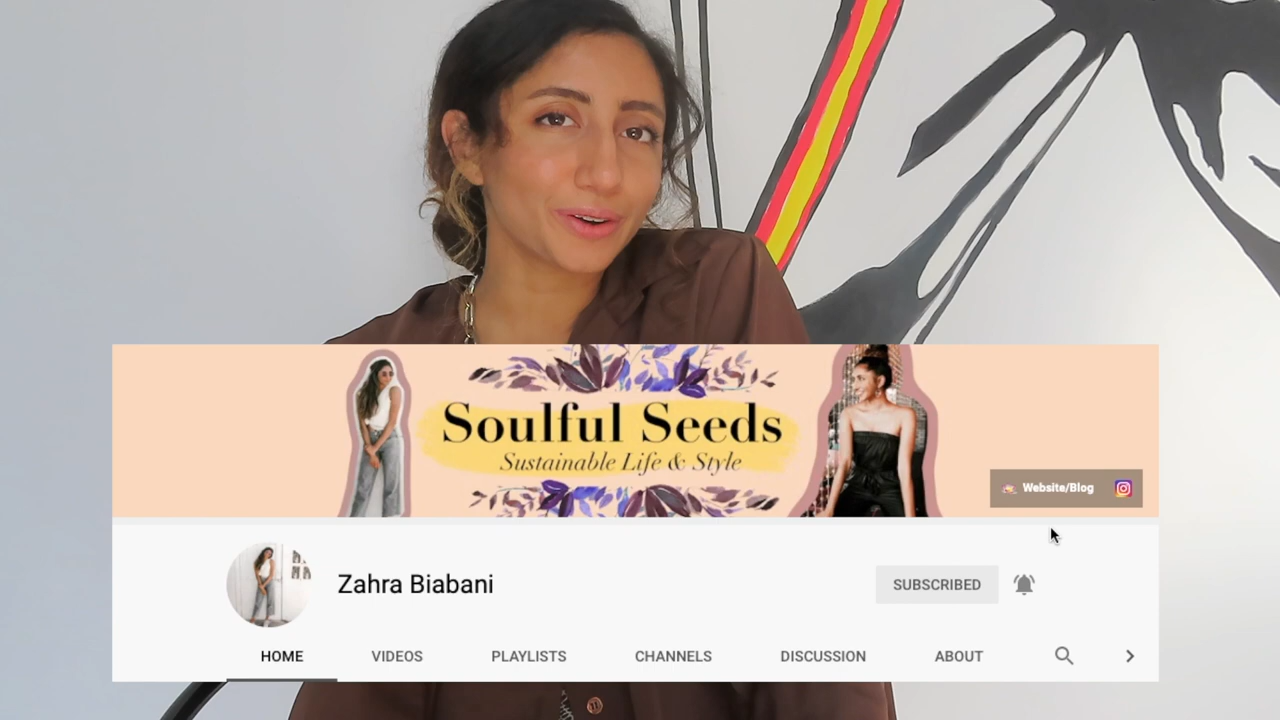 Soulful Seeds
Sustainable Life & Style
Website/Blog
Zahra Biabani
SUBSCRIBED
HOME VIDEOS PLAYLISTS CHANNELS DISCUSSION ABOUT